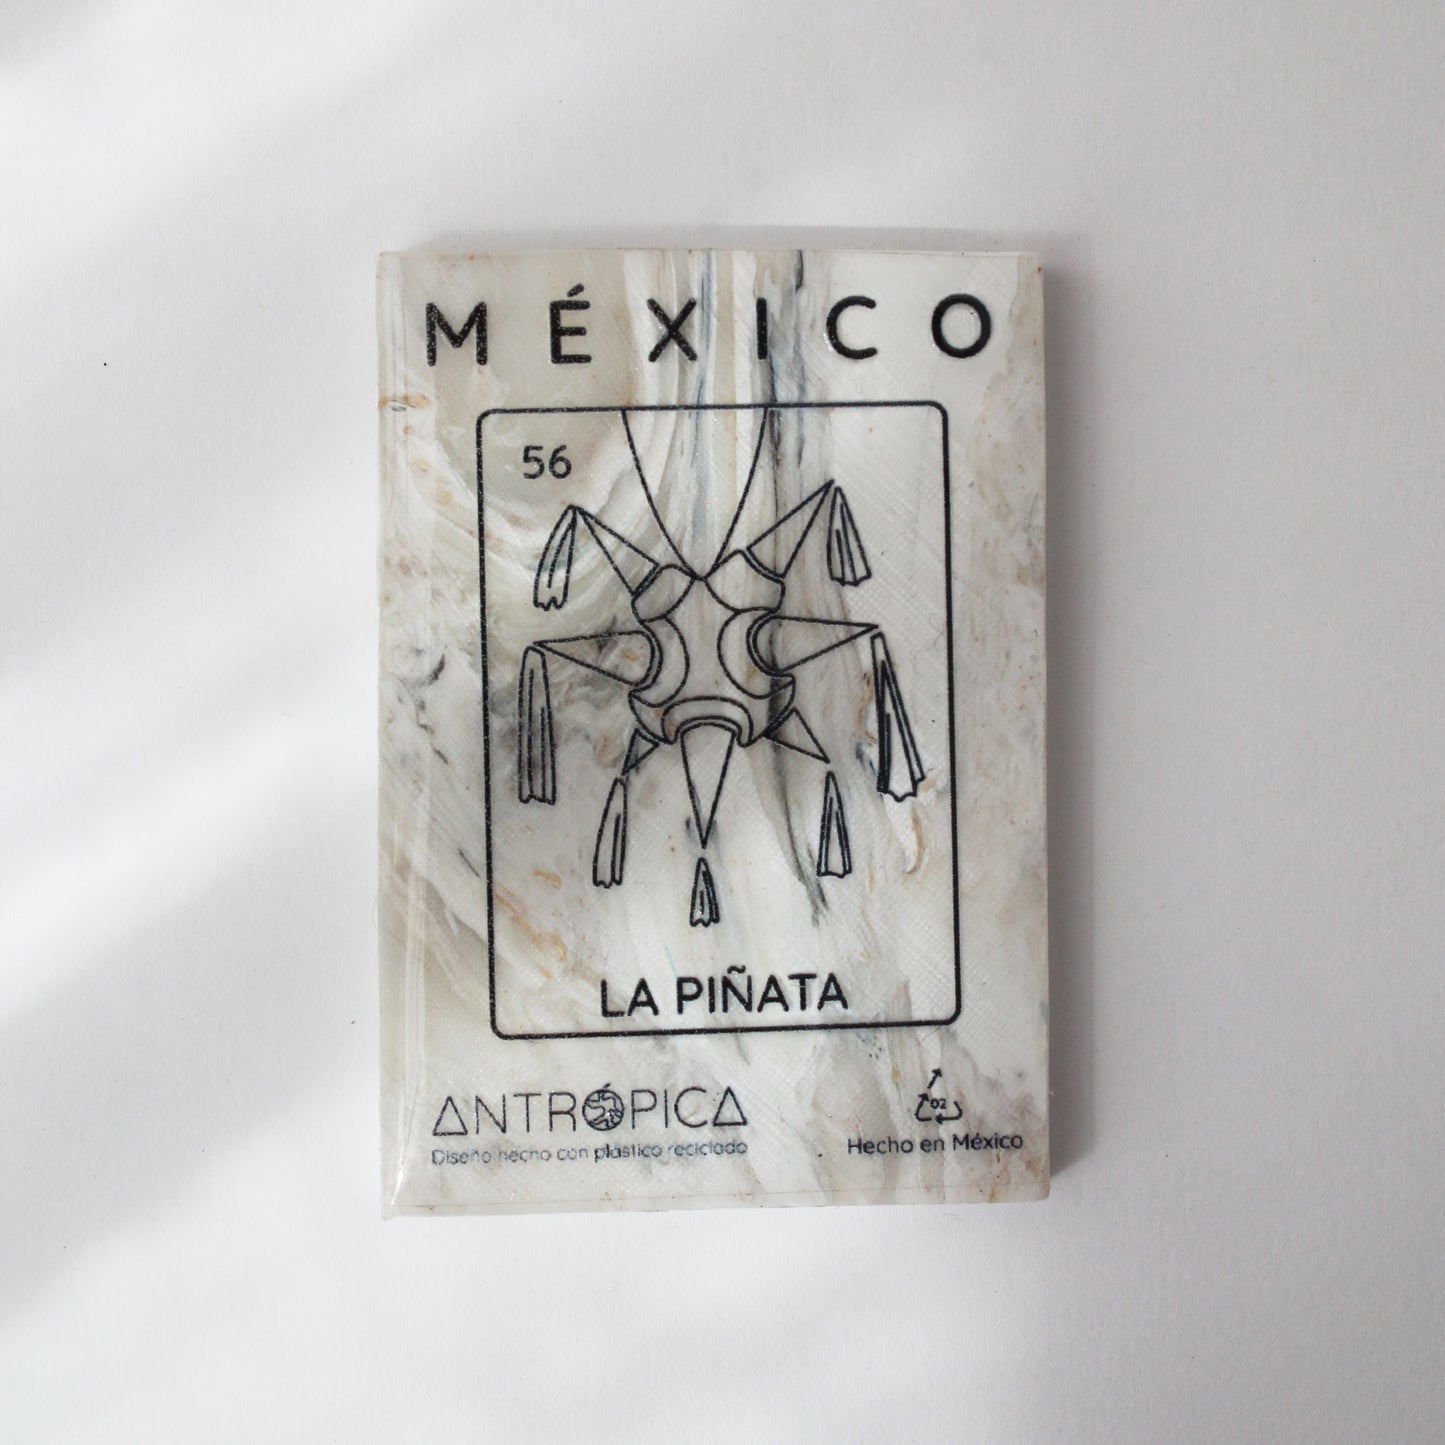 MÉXICO
56
LA PIÑATA
ANTRÓPICA
Diseño hecho con plástico reciclado
02
Hecho en México